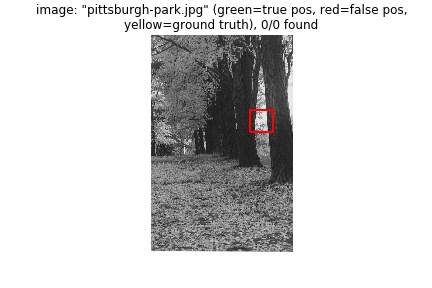 image: "pittsburgh-park.jpg" (green=true pos, red=false pos,
yellow=ground truth), 0/0 found